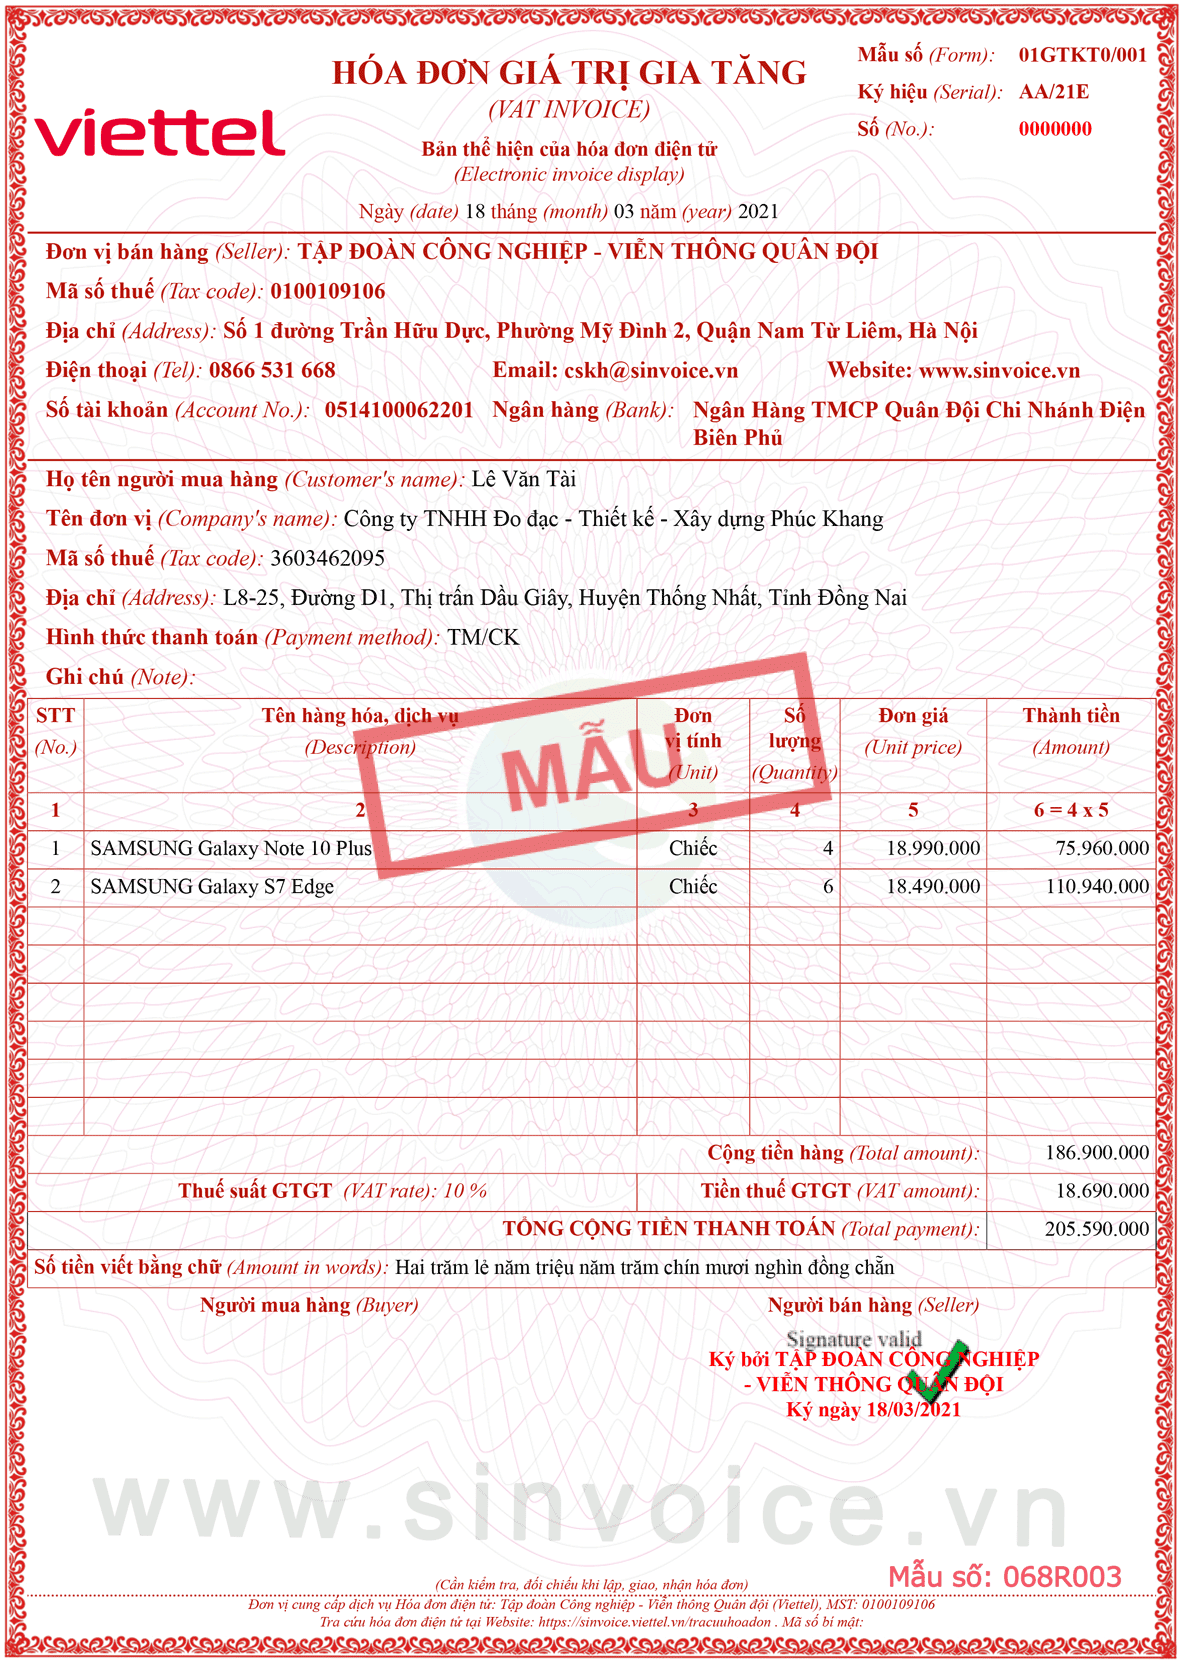 viettel
HÓA ĐƠN GIÁ TRỊ GIA TĂNG
(VAT INVOICE)
Bản thể hiện của hóa đơn điện tử
(Electronic invoice display)
Ngày (date) 18 tháng (month) 03 năm (year) 2021
Mẫu số (Form): 01GTKT0/001
Ký hiệu (Serial): AA/21E
Số (No.): 0000000
Đơn vị bán hàng (Seller): TẬP ĐOÀN CÔNG NGHIỆP - VIỄN THÔNG QUÂN ĐỘI
Mã số thuế (Tax code): 0100109106
Địa chỉ (Address): Số 1 đường Trần Hữu Dực, Phường Mỹ Đình 2, Quận Nam Từ Liêm, Hà Nội
Điện thoại (Tel): 0866 531 668 Email: cskh@sinvoice.vn Website: www.sinvoice.vn
Số tài khoản (Account No.): 0514100062201 Ngân hàng (Bank): Ngân Hàng TMCP Quân Đội Chi Nhánh Điện
Biên Phủ
Họ tên người mua hàng (Customer's name): Lê Văn Tài
Tên đơn vị (Company's name): Công ty TNHH Đo đạc - Thiết kế - Xây dựng Phúc Khang
Mã số thuế (Tax code): 3603462095
Địa chỉ (Address): L8-25, Đường D1, Thị trấn Dầu Giây, Huyện Thống Nhất, Tỉnh Đồng Nai
Hình thức thanh toán (Payment method): TM/CK
Ghi chú (Note):
STT Tên hàng hóa, dịch vụ Đơn Số Đơn giá Thành tiền
vị tính lượng
(No.) (Description) (Unit) (Quantity) (Unit price) (Amount)
MẪU
1 2 3 4 5 6 = 4 x 5
1 SAMSUNG Galaxy Note 10 Plus Chiếc 4 18.990.000 75.960.000
2 SAMSUNG Galaxy S7 Edge Chiếc 6 18.490.000 110.940.000
Cộng tiền hàng (Total amount): 186.900.000
Thuế suất GTGT (VAT rate): 10 % Tiền thuế GTGT (VAT amount): 18.690.000
TỔNG CỘNG TIỀN THANH TOÁN (Total payment): 205.590.000
Số tiền viết bằng chữ (Amount in words): Hai trăm lẻ năm triệu năm trăm chín mươi nghìn đồng chẵn
Người mua hàng (Buyer) Người bán hàng (Seller)
Signature valid
Ký bởi TẬP ĐOÀN CÔNG NGHIỆP
- VIỄN THÔNG QUÂN ĐỘI
Ký ngày 18/03/2021
www.sinvoice.vn
Mẫu số: 068R003
(Cần kiểm tra, đối chiếu khi lập, giao, nhận hóa đơn)
Đơn vị cung cấp dịch vụ Hóa đơn điện tử: Tập đoàn Công nghiệp - Viễn thông Quân đội (Viettel), MST: 0100109106
Tra cứu hóa đơn điện tử tại Website: https://sinvoice.viettel.vn/tracuuhoadon . Mã số bí mật: